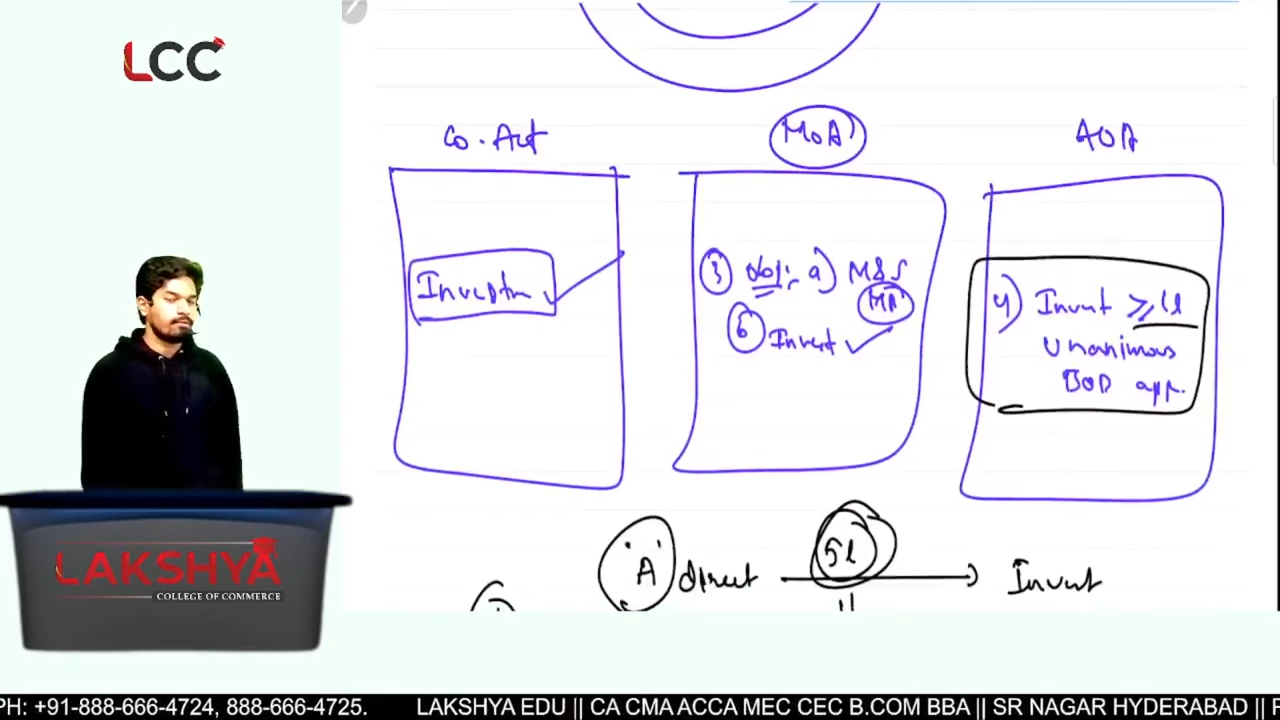 LCC
Co. Act
MOA
AOA
Investm
3 obj: a) M&S
MA
b Invest
4) Invest ≥ 1l
Unanimous
BOD app.
'A' direct 5l Invest
LAKSHYA
COLLEGE OF COMMERCE
PH: +91-888-666-4724, 888-666-4725. LAKSHYA EDU || CA CMA ACCA MEC CEC B.COM BBA || SR NAGAR HYDERABAD ||